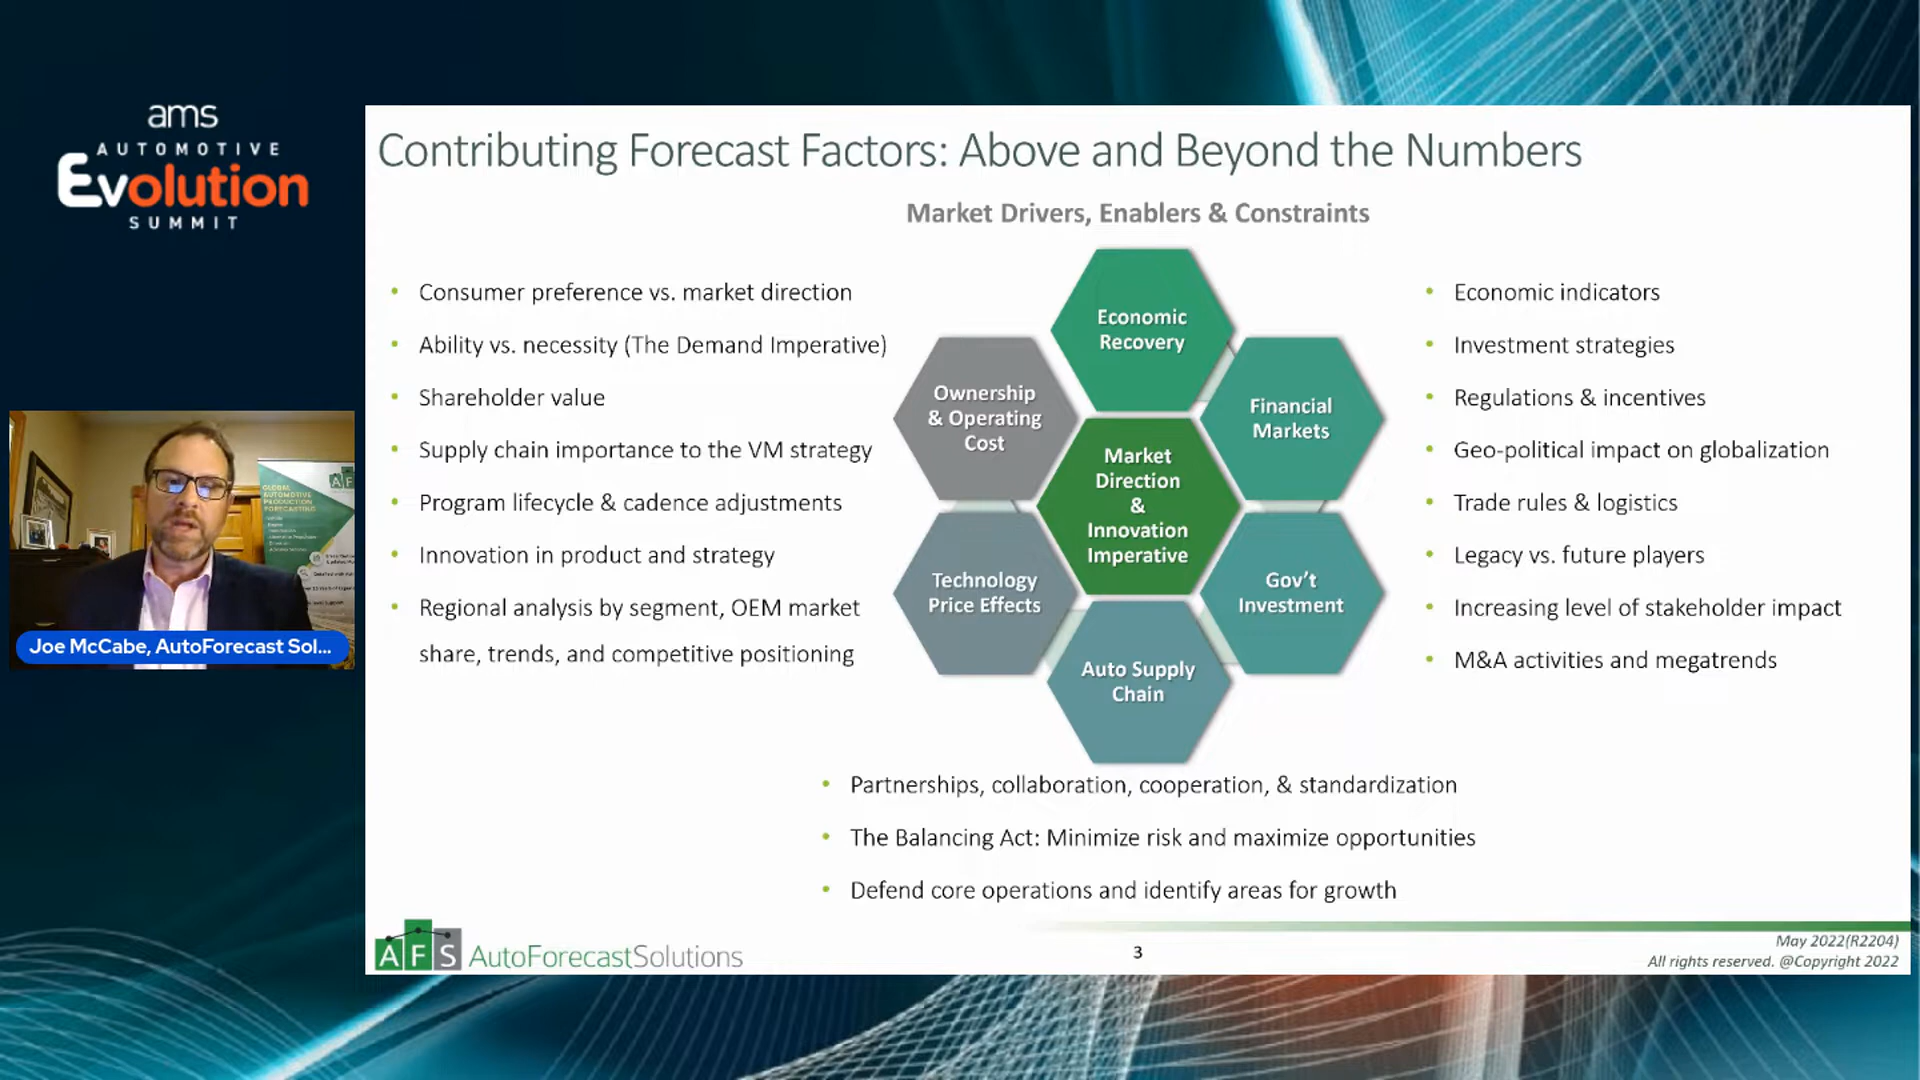 ams
AUTOMOTIVE
Evolution
SUMMIT
Contributing Forecast Factors: Above and Beyond the Numbers
Market Drivers, Enablers & Constraints
• Consumer preference vs. market direction
• Ability vs. necessity (The Demand Imperative)
• Shareholder value
• Supply chain importance to the VM strategy
• Program lifecycle & cadence adjustments
• Innovation in product and strategy
• Regional analysis by segment, OEM market
share, trends, and competitive positioning
Economic
Recovery
Ownership
& Operating
Cost
Financial
Markets
Market
Direction
&
Innovation
Imperative
Technology
Price Effects
Gov't
Investment
Auto Supply
Chain
• Economic indicators
• Investment strategies
• Regulations & incentives
• Geo-political impact on globalization
• Trade rules & logistics
• Legacy vs. future players
• Increasing level of stakeholder impact
• M&A activities and megatrends
• Partnerships, collaboration, cooperation, & standardization
• The Balancing Act: Minimize risk and maximize opportunities
• Defend core operations and identify areas for growth
GLOBAL
AUTOMOTIVE
PRODUCTION
FORECASTING
Joe McCabe, AutoForecast Sol...
AFS AutoForecastSolutions
3
May 2022(R2204)
All rights reserved. @Copyright 2022